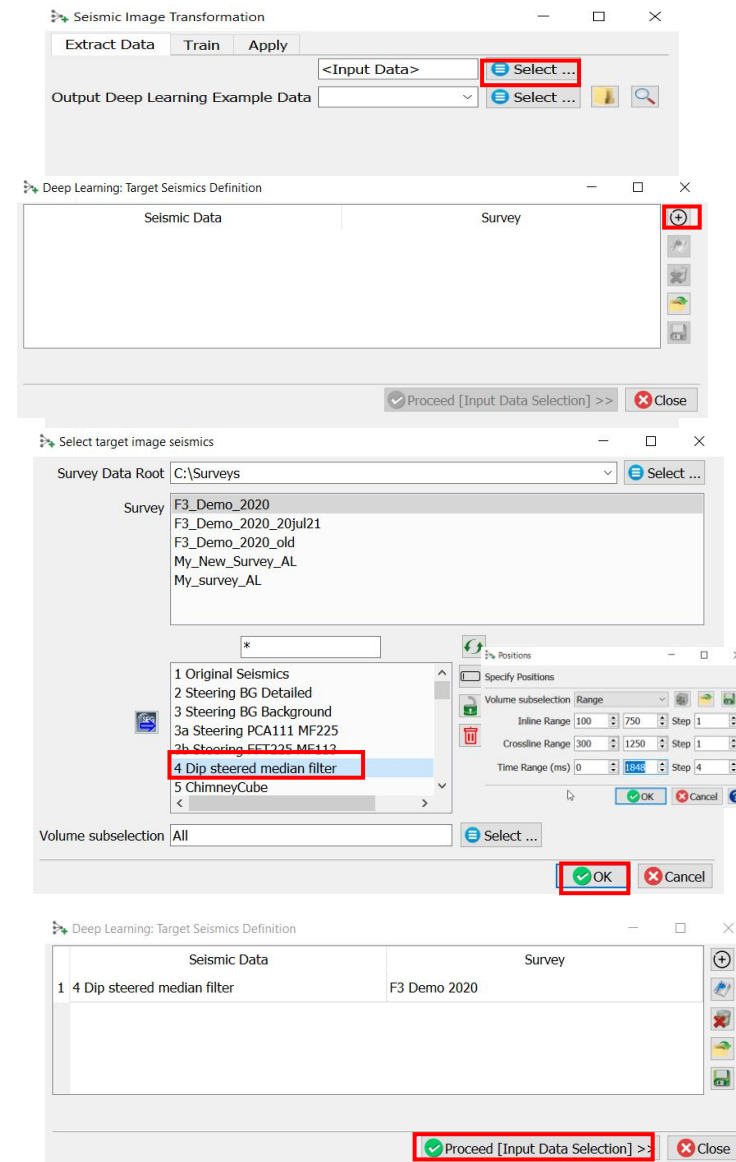 Seismic Image Transformation
Extract Data Train Apply
<Input Data> Select ...
Output Deep Learning Example Data Select ...
Deep Learning: Target Seismics Definition
Seismic Data Survey
Proceed [Input Data Selection] >> Close
Select target image seismics
Survey Data Root C:\Surveys Select ...
Survey
F3_Demo_2020
F3_Demo_2020_20jul21
F3_Demo_2020_old
My_New_Survey_AL
My_survey_AL
*
1 Original Seismics
2 Steering BG Detailed
3 Steering BG Background
3a Steering PCA111 MF225
3b Steering FFT225 MF113
4 Dip steered median filter
5 ChimneyCube
Positions
Specify Positions
Volume subselection Range
Inline Range 100 750 Step 1
Crossline Range 300 1250 Step 1
Time Range (ms) 0 1848 Step 4
OK Cancel
Volume subselection All Select ...
OK Cancel
Deep Learning: Target Seismics Definition
Seismic Data Survey
1 4 Dip steered median filter F3 Demo 2020
Proceed [Input Data Selection] >> Close